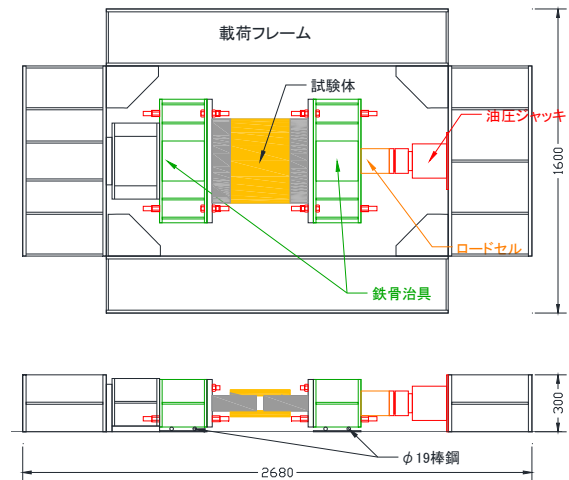 載荷フレーム
試験体
油圧ジャッキ
1600
ロードセル
鉄骨治具
300
φ19棒鋼
2680